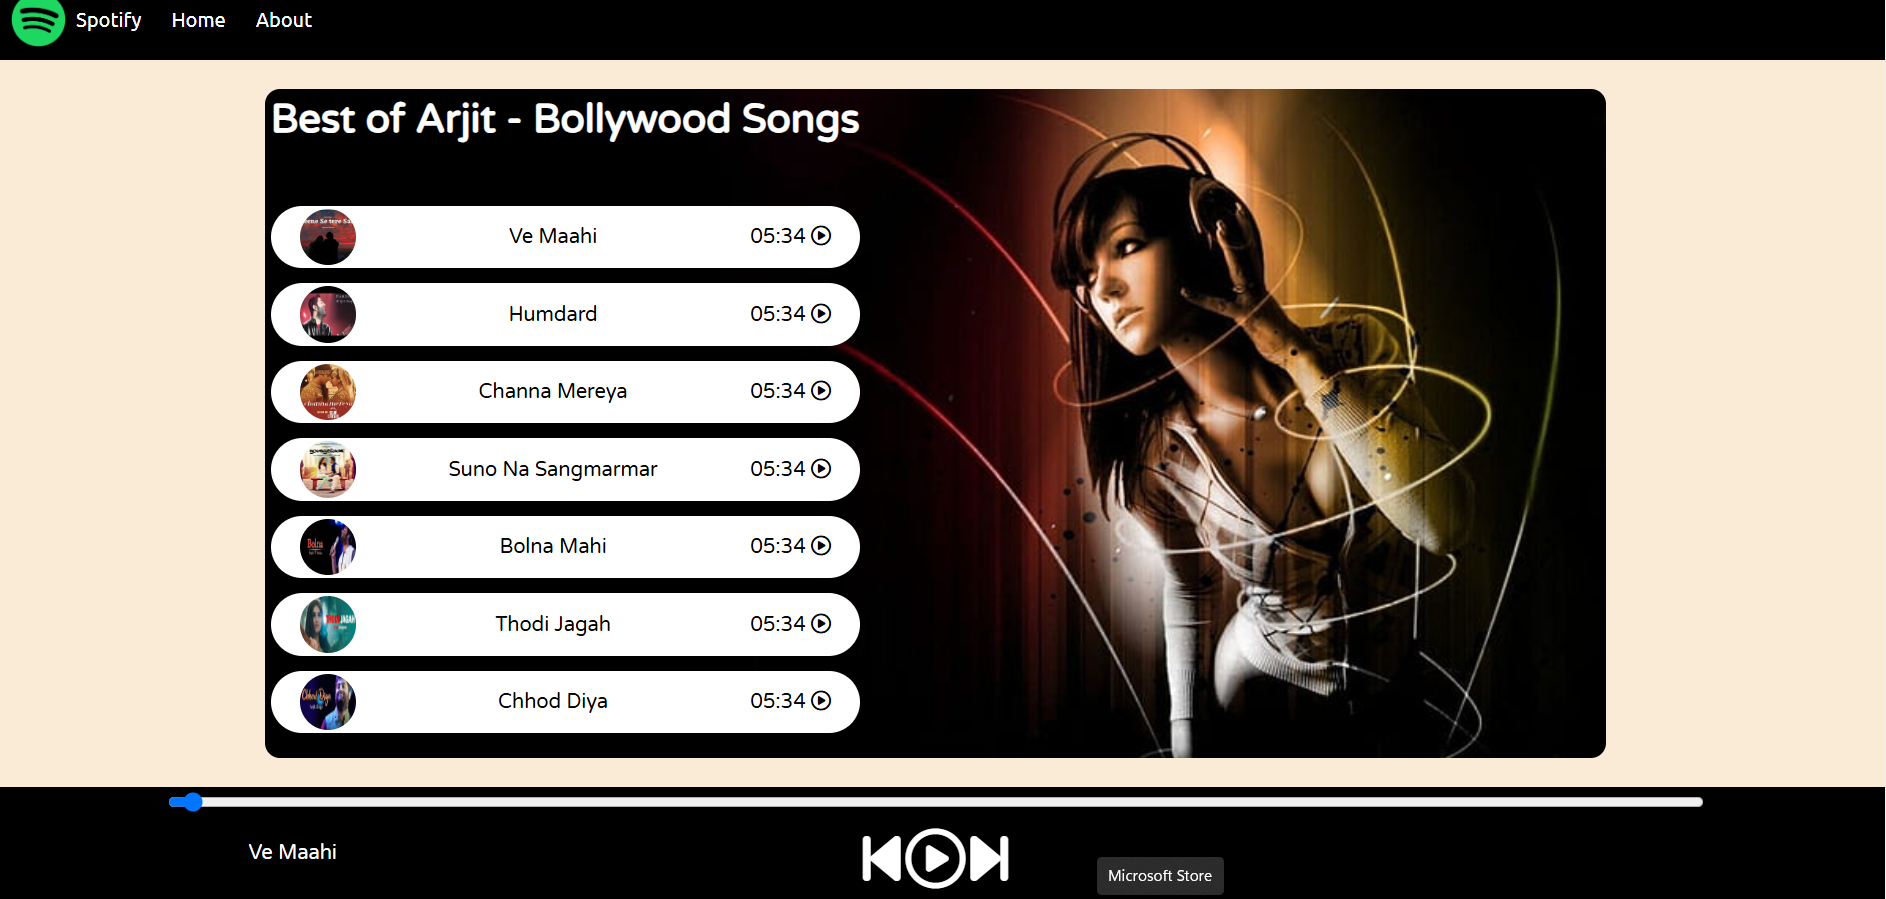 Spotify Home About
Best of Arjit - Bollywood Songs
Ve Maahi 05:34
Humdard 05:34
Channa Mereya 05:34
Suno Na Sangmarmar 05:34
Bolna
Bolna Mahi 05:34
Thodi Jagah 05:34
Chhod Diya 05:34
Ve Maahi
Microsoft Store